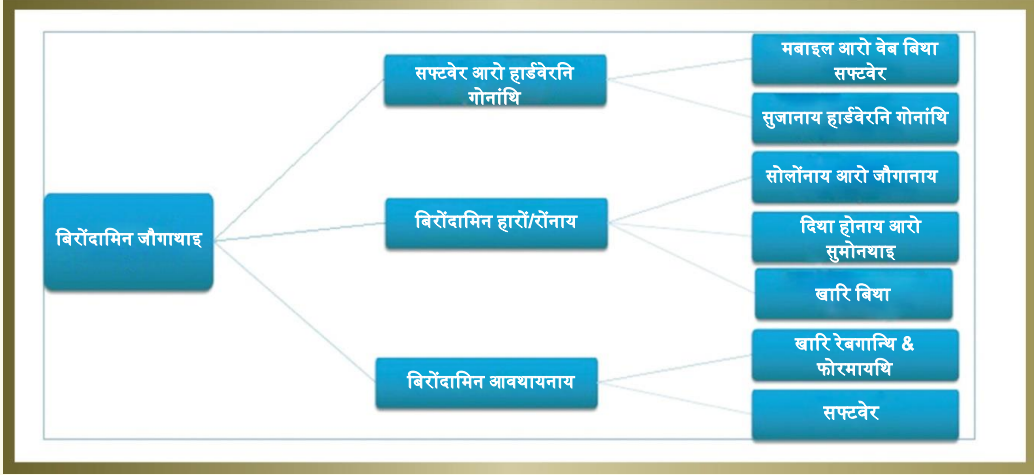 बिरोंदामिन जौगाथाइ
सफ्टवेर आरो हार्डवेरनि
गोनांथि
मबाइल आरो वेब बिथा
सफ्टवेर
सुजानाय हार्डवेरनि गोनांथि
बिरोंदामिन हारों/रोंनाय
सोलोंनाय आरो जौगानाय
दिथा होनाय आरो
सुमोनथाइ
खारि बिथा
बिरोंदामिन आवथायनाय
खारि रेबगान्थि &
फोरमायथि
सफ्टवेर